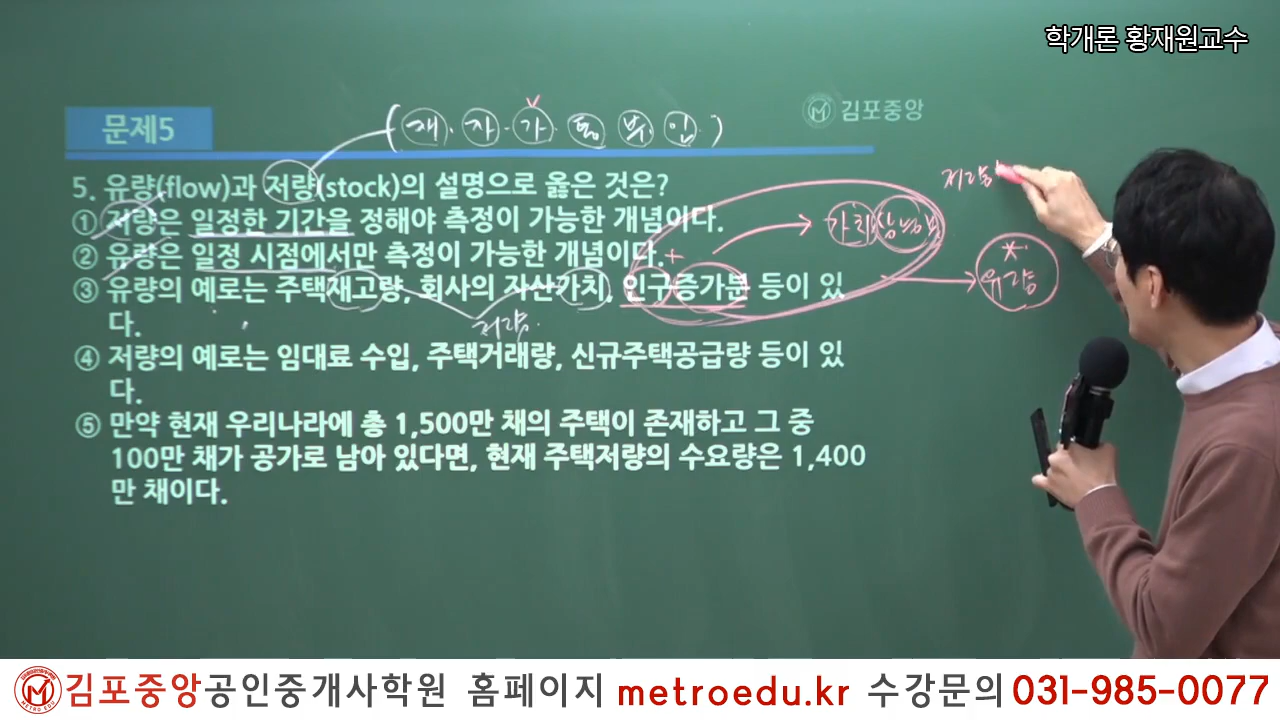 학개론 황재원교수
김포중앙
문제5
(재. 자. 가. 통. 부. 인.)
5. 유량(flow)과 저량(stock)의 설명으로 옳은 것은?
저량
① 저량은 일정한 기간을 정해야 측정이 가능한 개념이다.
② 유량은 일정 시점에서만 측정이 가능한 개념이다.
+
가치
*
유량
③ 유량의 예로는 주택재고량, 회사의 자산가치, 인구증가분 등이 있
다.
저량.
④ 저량의 예로는 임대료 수입, 주택거래량, 신규주택공급량 등이 있
다.
⑤ 만약 현재 우리나라에 총 1,500만 채의 주택이 존재하고 그 중
100만 채가 공가로 남아 있다면, 현재 주택저량의 수요량은 1,400
만 채이다.
김포중앙공인중개사학원 홈페이지 metroedu.kr 수강문의 031-985-0077